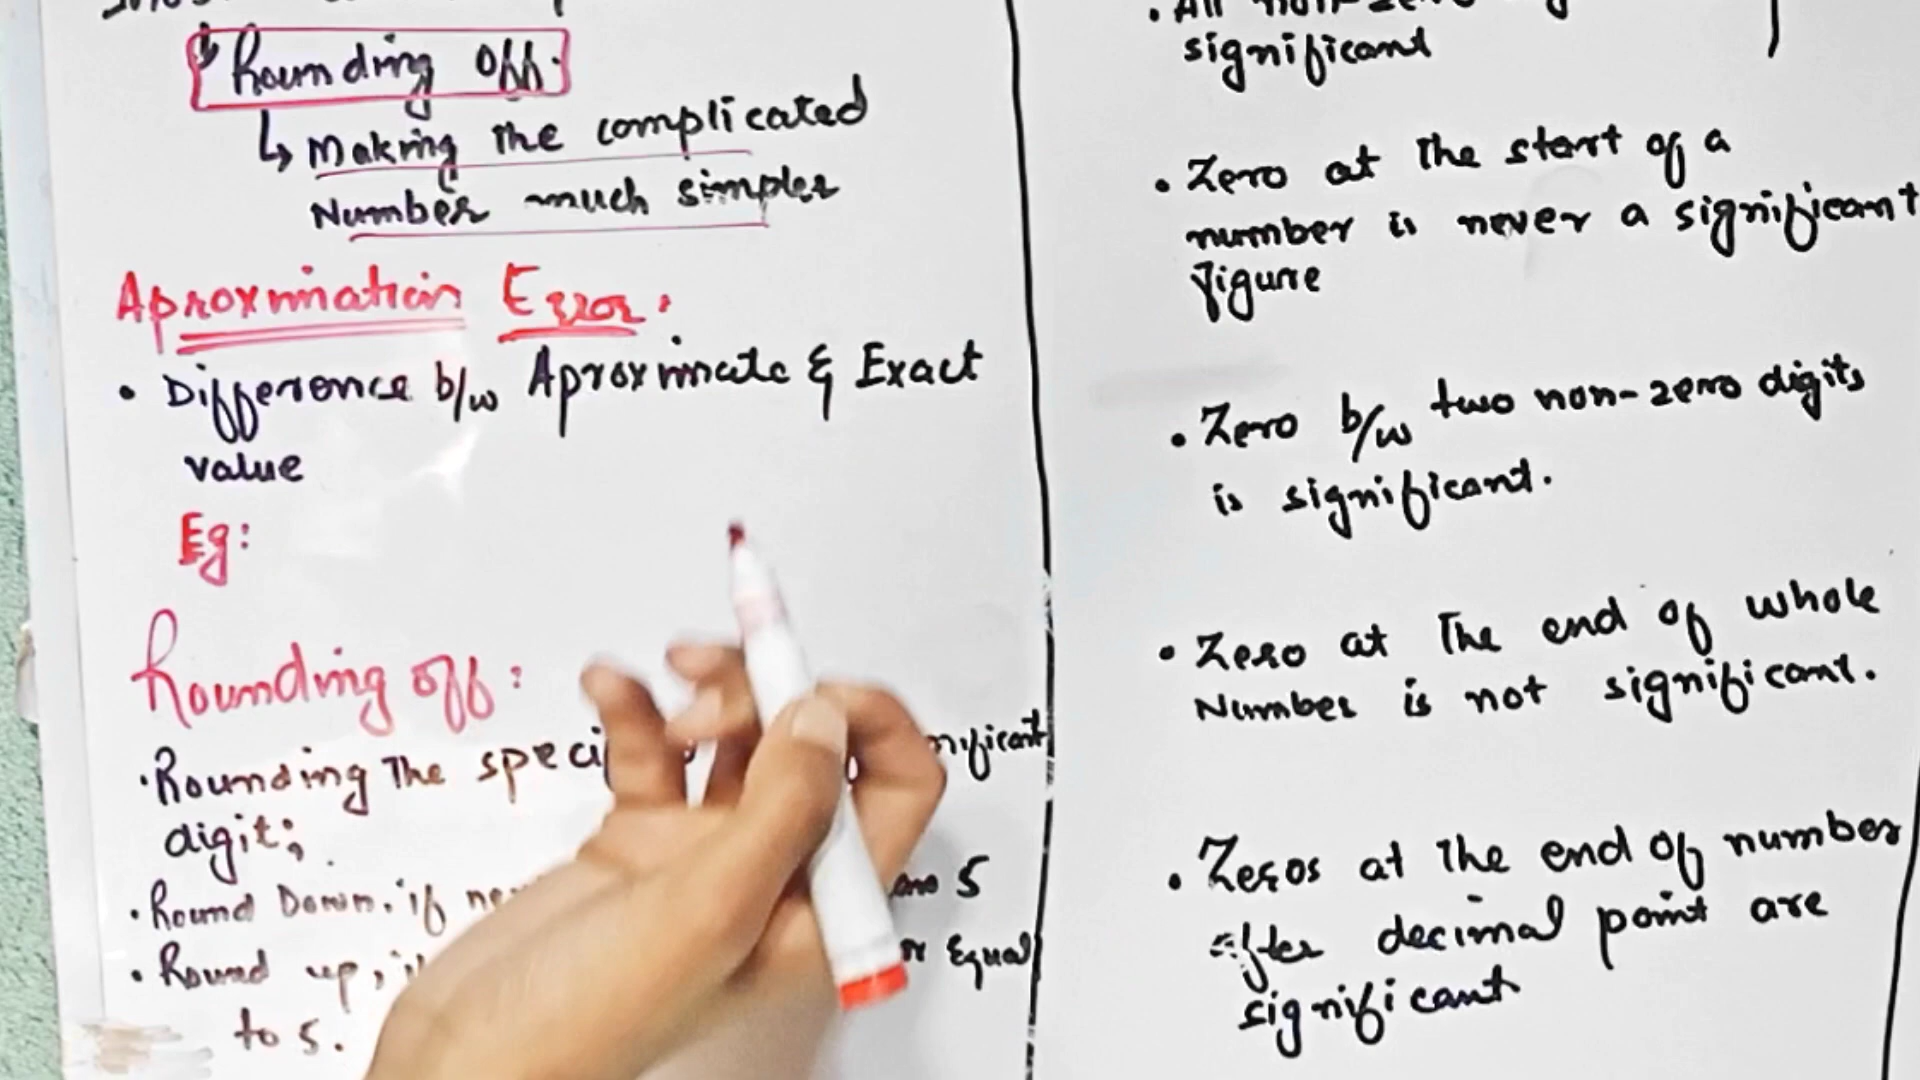 Rounding Off.
↳ Making the complicated
Number much simpler
Aproximation Error:
• Difference b/w Aproximate & Exact
value
Eg:
Rounding off:
• Rounding The
digit:
• Round Down. if
5
• Round up,
Equal
to 5.
significant
• Zero at The start of a
number is never a significant
figure
• Zero b/w two non-zero digits
is significant.
• Zero at The end of whole
Number is not significant.
• Zeros at The end of number
after decimal point are
significant